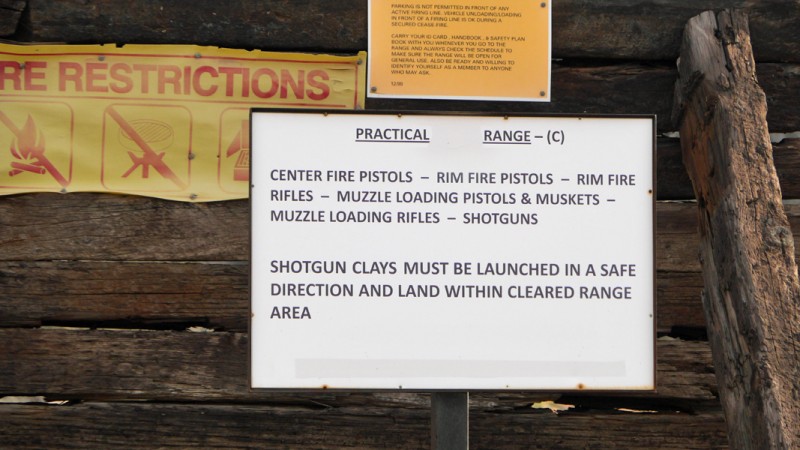 PARKING IS NOT PERMITTED IN FRONT OF ANY
ACTIVE FIRING LINE. VEHICLE UNLOADING/LOADING
IN FRONT OF A FIRING LINE IS OK DURING A
SECURED CEASE FIRE.
CARRY YOUR ID CARD, HANDBOOK, & SAFETY PLAN
BOOK WITH YOU WHENEVER YOU GO TO THE
RANGE AND ALWAYS CHECK THE SCHEDULE TO
MAKE SURE THE RANGE WILL BE OPEN FOR
GENERAL USE. ALSO BE READY AND WILLING TO
IDENTIFY YOURSELF AS A MEMBER TO ANYONE
WHO MAY ASK.
RE RESTRICTIONS
PRACTICAL RANGE – (C)
CENTER FIRE PISTOLS – RIM FIRE PISTOLS – RIM FIRE
RIFLES – MUZZLE LOADING PISTOLS & MUSKETS –
MUZZLE LOADING RIFLES – SHOTGUNS
SHOTGUN CLAYS MUST BE LAUNCHED IN A SAFE
DIRECTION AND LAND WITHIN CLEARED RANGE
AREA